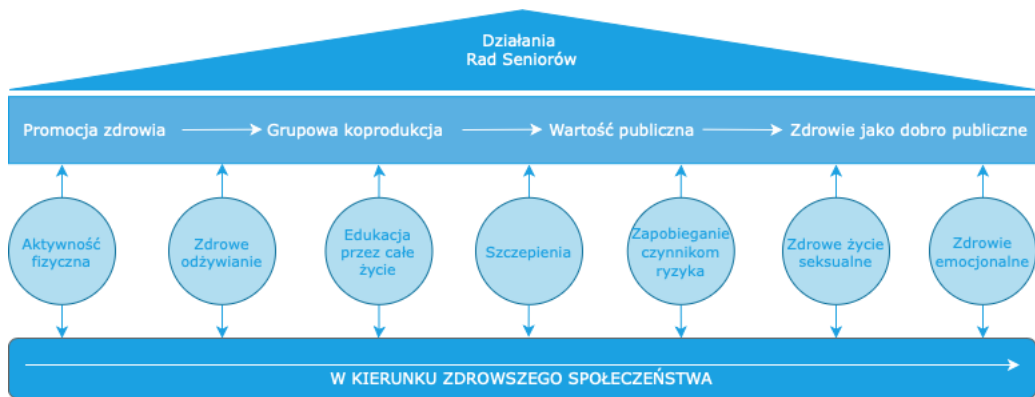 Działania
Rad Seniorów
Promocja zdrowia
Grupowa koprodukcja
Wartość publiczna
Zdrowie jako dobro publiczne
Aktywność
fizyczna
Zdrowe
odżywianie
Edukacja
przez całe
życie
Szczepienia
Zapobieganie
czynnikom
ryzyka
Zdrowe życie
seksualne
Zdrowie
emocjonalne
W KIERUNKU ZDROWSZEGO SPOŁECZEŃSTWA